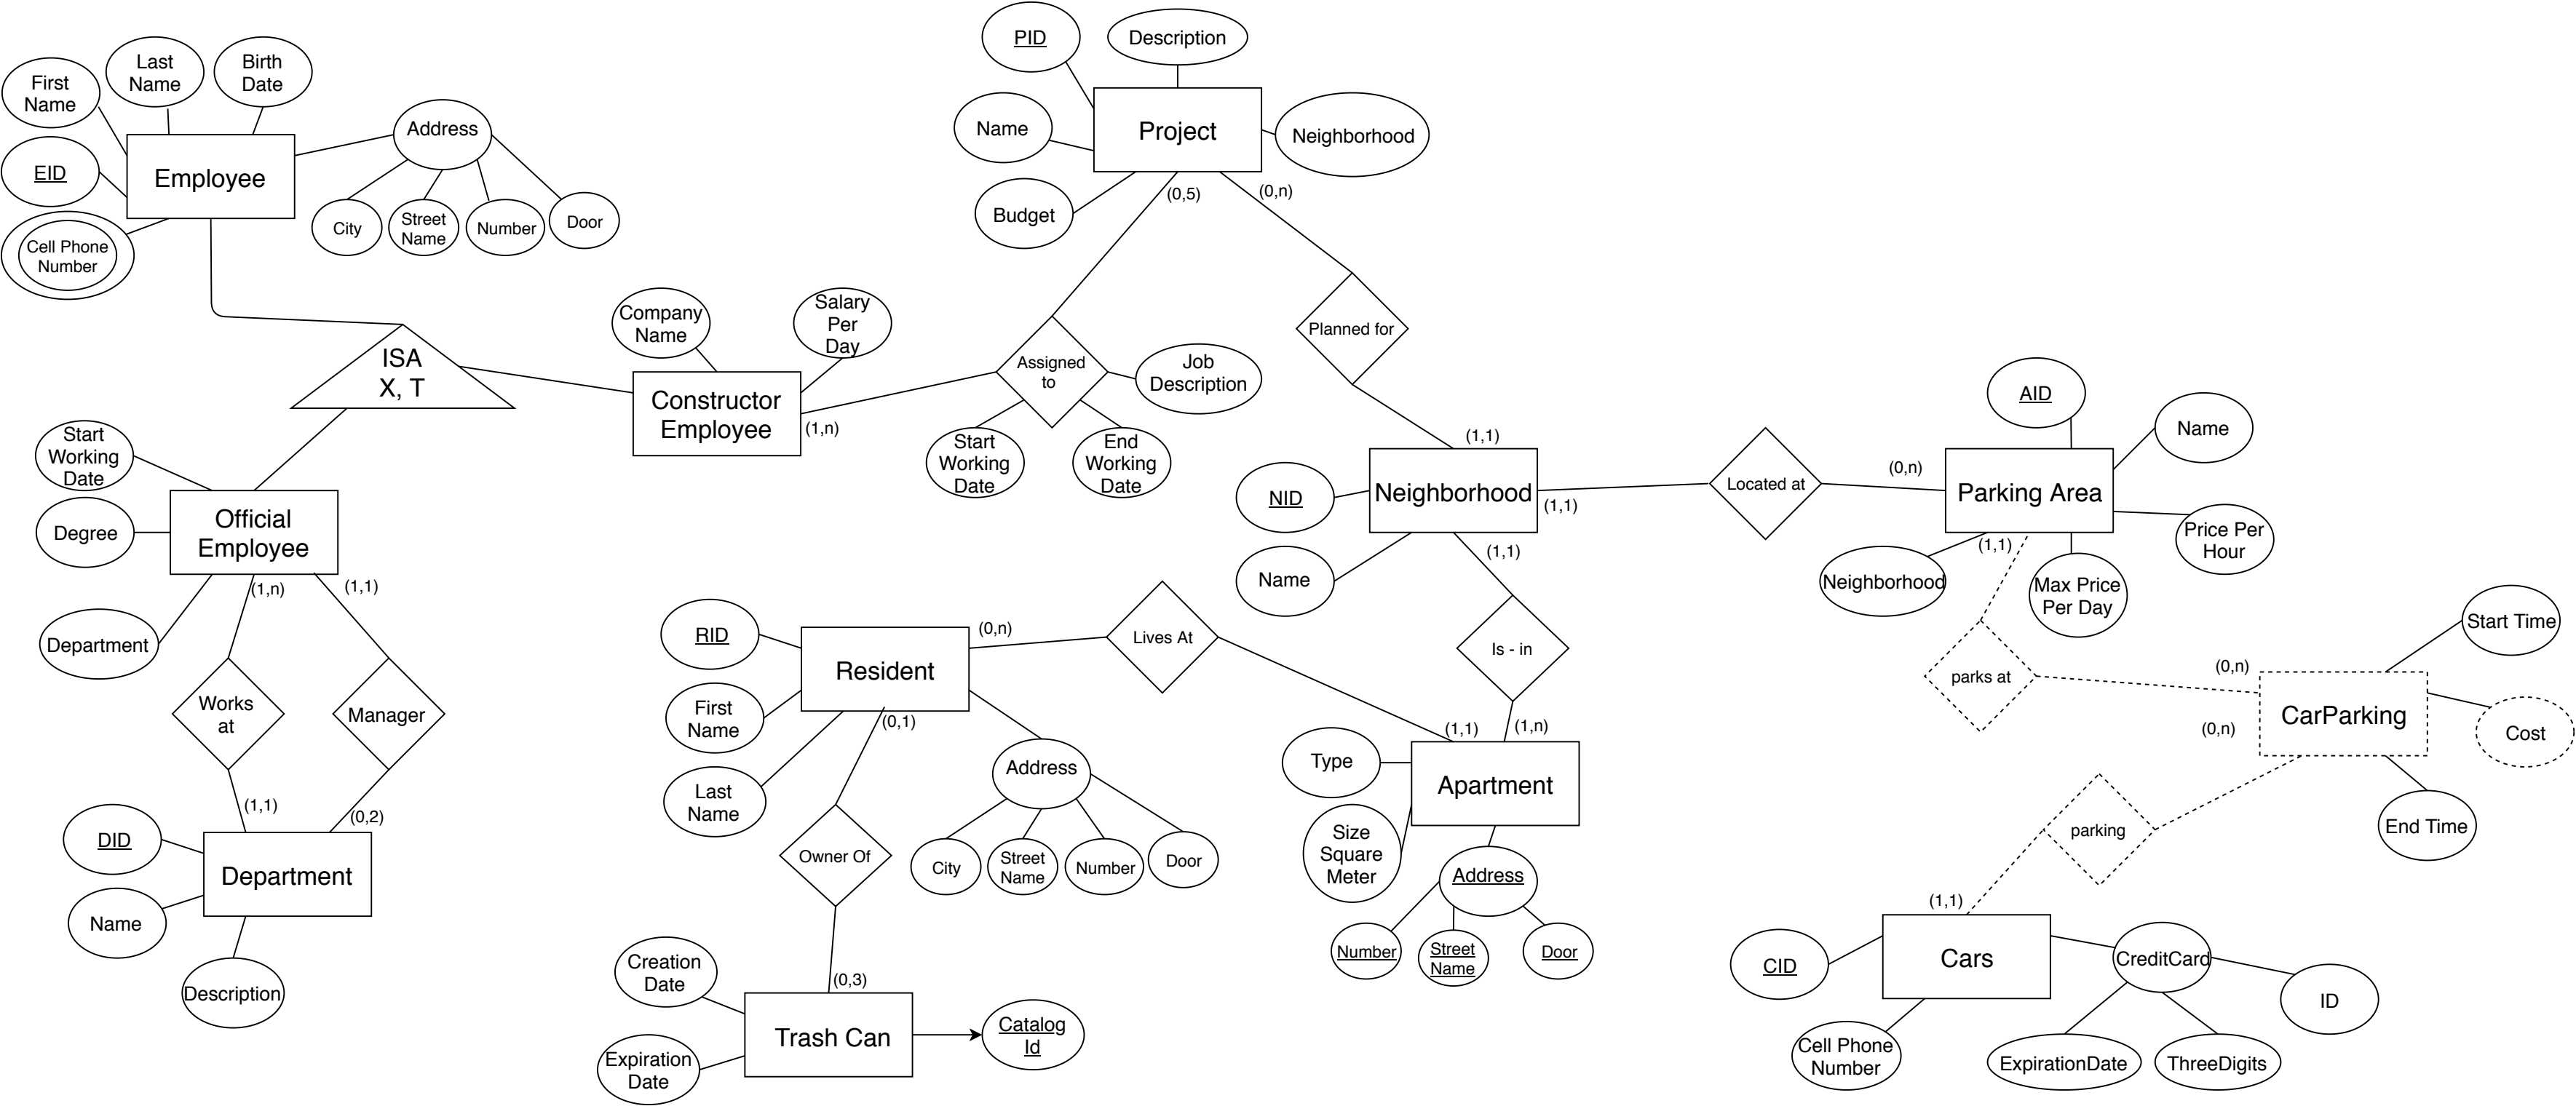 PID
Description
Last
Name
Birth
Date
First
Name
Address
Name
Project
Neighborhood
EID
Employee
Cell Phone
Number
City
Street
Name
Number
Door
Budget
(0,5)
(0,n)
Company
Name
Salary
Per
Day
Planned for
ISA
X, T
Constructor
Employee
(1,n)
Assigned
to
Job
Description
Start
Working
Date
End
Working
Date
AID
Name
Start
Working
Date
Degree
Official
Employee
Department
(1,n)
(1,1)
(1,1)
NID
Neighborhood
(1,1)
Located at
(0,n)
Parking Area
Price Per
Hour
Name
(1,1)
Neighborhood
(1,1)
Max Price
Per Day
RID
Resident
(0,n)
Lives At
Is - in
parks at
(0,n)
Start Time
Works
at
Manager
First
Name
Last
Name
(0,1)
Address
(1,1)
(1,n)
Type
Apartment
(0,n)
CarParking
Cost
End Time
(1,1)
(0,2)
DID
Department
Name
Description
Owner Of
City
Street
Name
Number
Door
Size
Square
Meter
Address
Number
Street
Name
Door
parking
(1,1)
Creation
Date
(0,3)
Expiration
Date
Trash Can
Catalog
Id
CID
Cars
CreditCard
ID
Cell Phone
Number
ExpirationDate
ThreeDigits